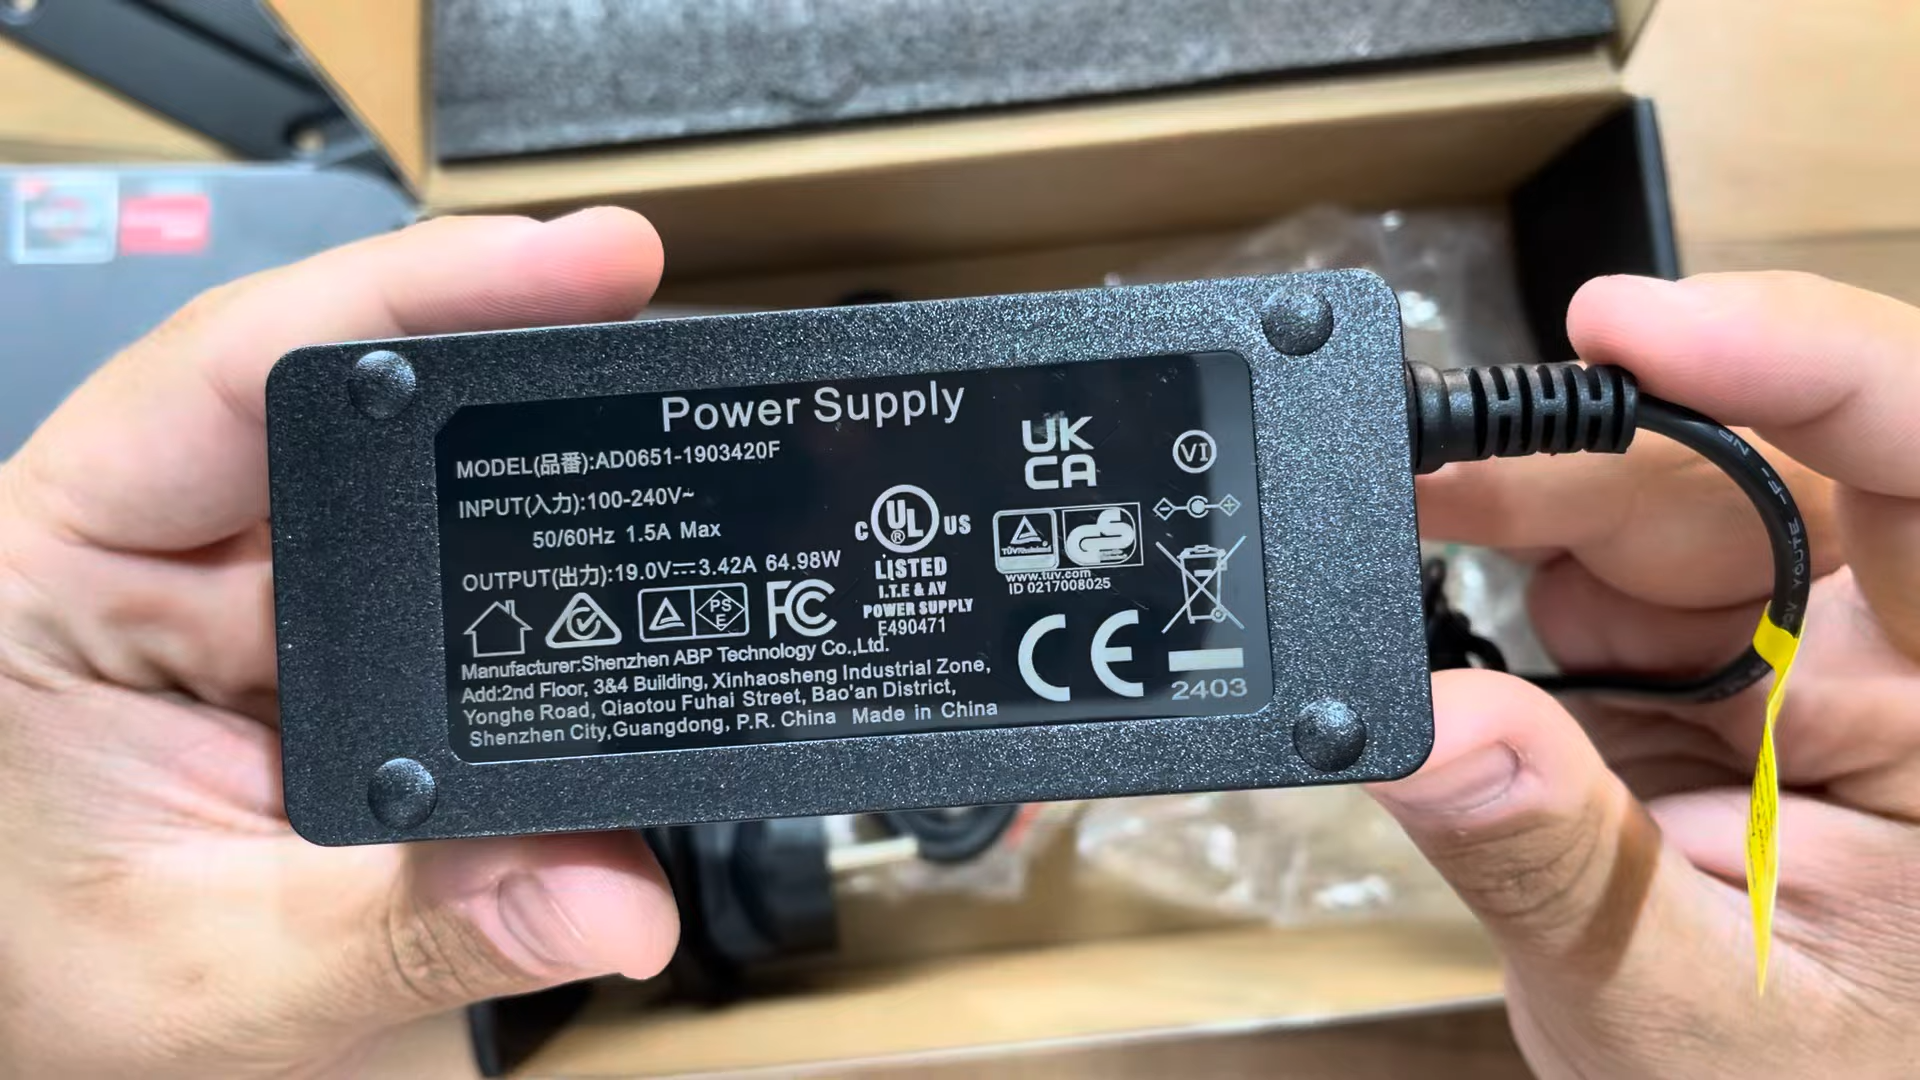 Power Supply
MODEL(品番):AD0651-1903420F
INPUT(入力):100-240V~
50/60Hz 1.5A Max
OUTPUT(出力):19.0V⎓3.42A 64.98W
PS
E
FC
C UL ® US
LISTED
I.T.E & AV
POWER SUPPLY
E490471
UK
CA
VI
TÜVRheinland
GS
www.tuv.com
ID 0217008025
CE
2403
Manufacturer:Shenzhen ABP Technology Co.,Ltd.
Add:2nd Floor, 3&4 Building, Xinhaosheng Industrial Zone,
Yonghe Road, Qiaotou Fuhai Street, Bao'an District,
Shenzhen City,Guangdong, P.R. China Made in China